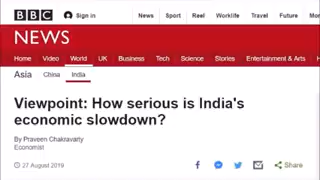 BBC Sign in News Sport Reel Worklife Travel Future
NEWS
Home Video World UK Business Tech Science Stories Entertainment & Arts
Asia China India
Viewpoint: How serious is India's
economic slowdown?
By Praveen Chakravarty
Economist
27 August 2019 Share